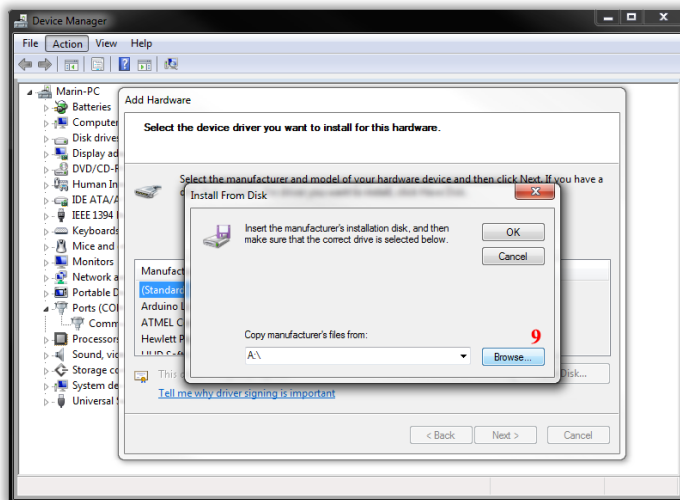 Device Manager
File Action View Help
Marin-PC
Batteries
Computer
Disk drives
Display ad
DVD/CD-R
Human In
IDE ATA/A
IEEE 1394
Keyboards
Mice and
Monitors
Network a
Portable D
Ports (CO
Comm
Processors
Sound, vid
Storage co
System de
Universal
Add Hardware
Select the device driver you want to install for this hardware.
Select the manufacturer and model of your hardware device and then click Next. If you have a
Manufact
(Standard
Arduino L
ATMEL C
Hewlett P
This
Disk...
Tell me why driver signing is important
< Back Next > Cancel
Install From Disk
Insert the manufacturer's installation disk, and then
make sure that the correct drive is selected below.
OK
Cancel
Copy manufacturer's files from:
9
A:\
Browse...